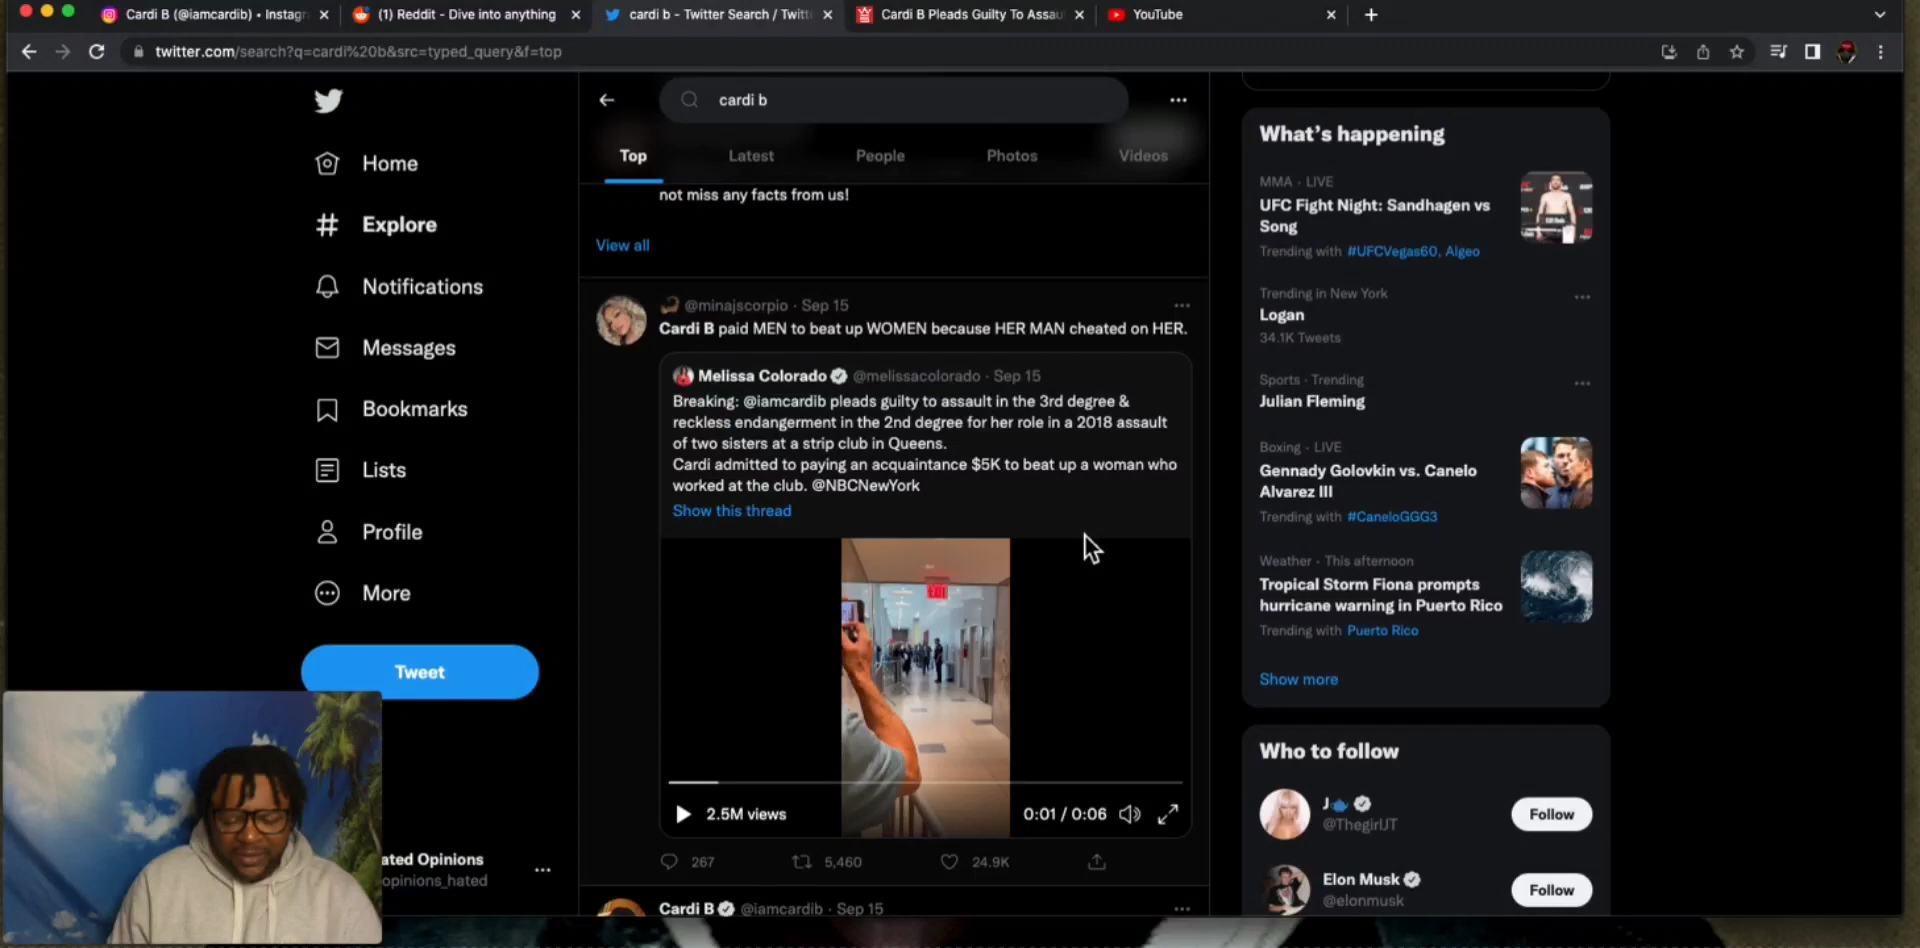 Cardi B (@iamcardib) • Instagr
(1) Reddit - Dive into anything
cardi b - Twitter Search / Twitt
Cardi B Pleads Guilty To Assau
YouTube
twitter.com/search?q=cardi%20b&src=typed_query&f=top
cardi b
Top
Latest
People
Photos
Videos
Home
Explore
Notifications
Messages
Bookmarks
Lists
Profile
More
Tweet
ated Opinions
opinions_hated
not miss any facts from us!
View all
@minajscorpio · Sep 15
Cardi B paid MEN to beat up WOMEN because HER MAN cheated on HER.
Melissa Colorado @melissacolorado · Sep 15
Breaking: @iamcardib pleads guilty to assault in the 3rd degree &
reckless endangerment in the 2nd degree for her role in a 2018 assault
of two sisters at a strip club in Queens.
Cardi admitted to paying an acquaintance $5K to beat up a woman who
worked at the club. @NBCNewYork
Show this thread
EXIT
2.5M views
0:01 / 0:06
267
5,460
24.9K
Cardi B @iamcardib · Sep 15
What's happening
MMA · LIVE
UFC Fight Night: Sandhagen vs
Song
Trending with #UFCVegas60, Algeo
Trending in New York
Logan
34.1K Tweets
Sports · Trending
Julian Fleming
Boxing · LIVE
Gennady Golovkin vs. Canelo
Alvarez III
Trending with #CaneloGGG3
Weather · This afternoon
Tropical Storm Fiona prompts
hurricane warning in Puerto Rico
Trending with Puerto Rico
Show more
Who to follow
J
@ThegirlJT
Follow
Elon Musk
@elonmusk
Follow